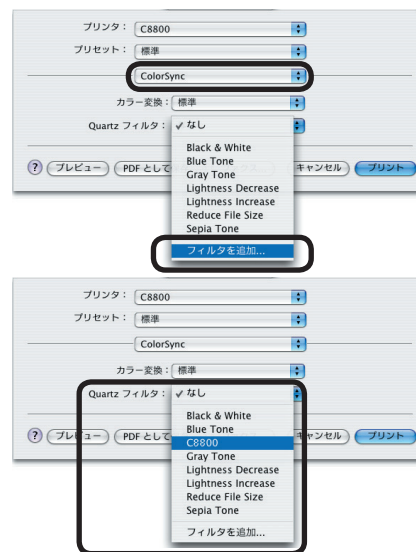 プリンタ： C8800
プリセット： 標準
ColorSync
カラー変換： 標準
Quartz フィルタ： ✓ なし
Black & White
Blue Tone
Gray Tone
Lightness Decrease
Lightness Increase
Reduce File Size
Sepia Tone
フィルタを追加...
? プレビュー PDF として キャンセル プリント
プリンタ： C8800
プリセット： 標準
ColorSync
カラー変換： 標準
Quartz フィルタ： ✓ なし
Black & White
Blue Tone
C8800
Gray Tone
Lightness Decrease
Lightness Increase
Reduce File Size
Sepia Tone
フィルタを追加...
? プレビュー PDF として キャンセル プリント